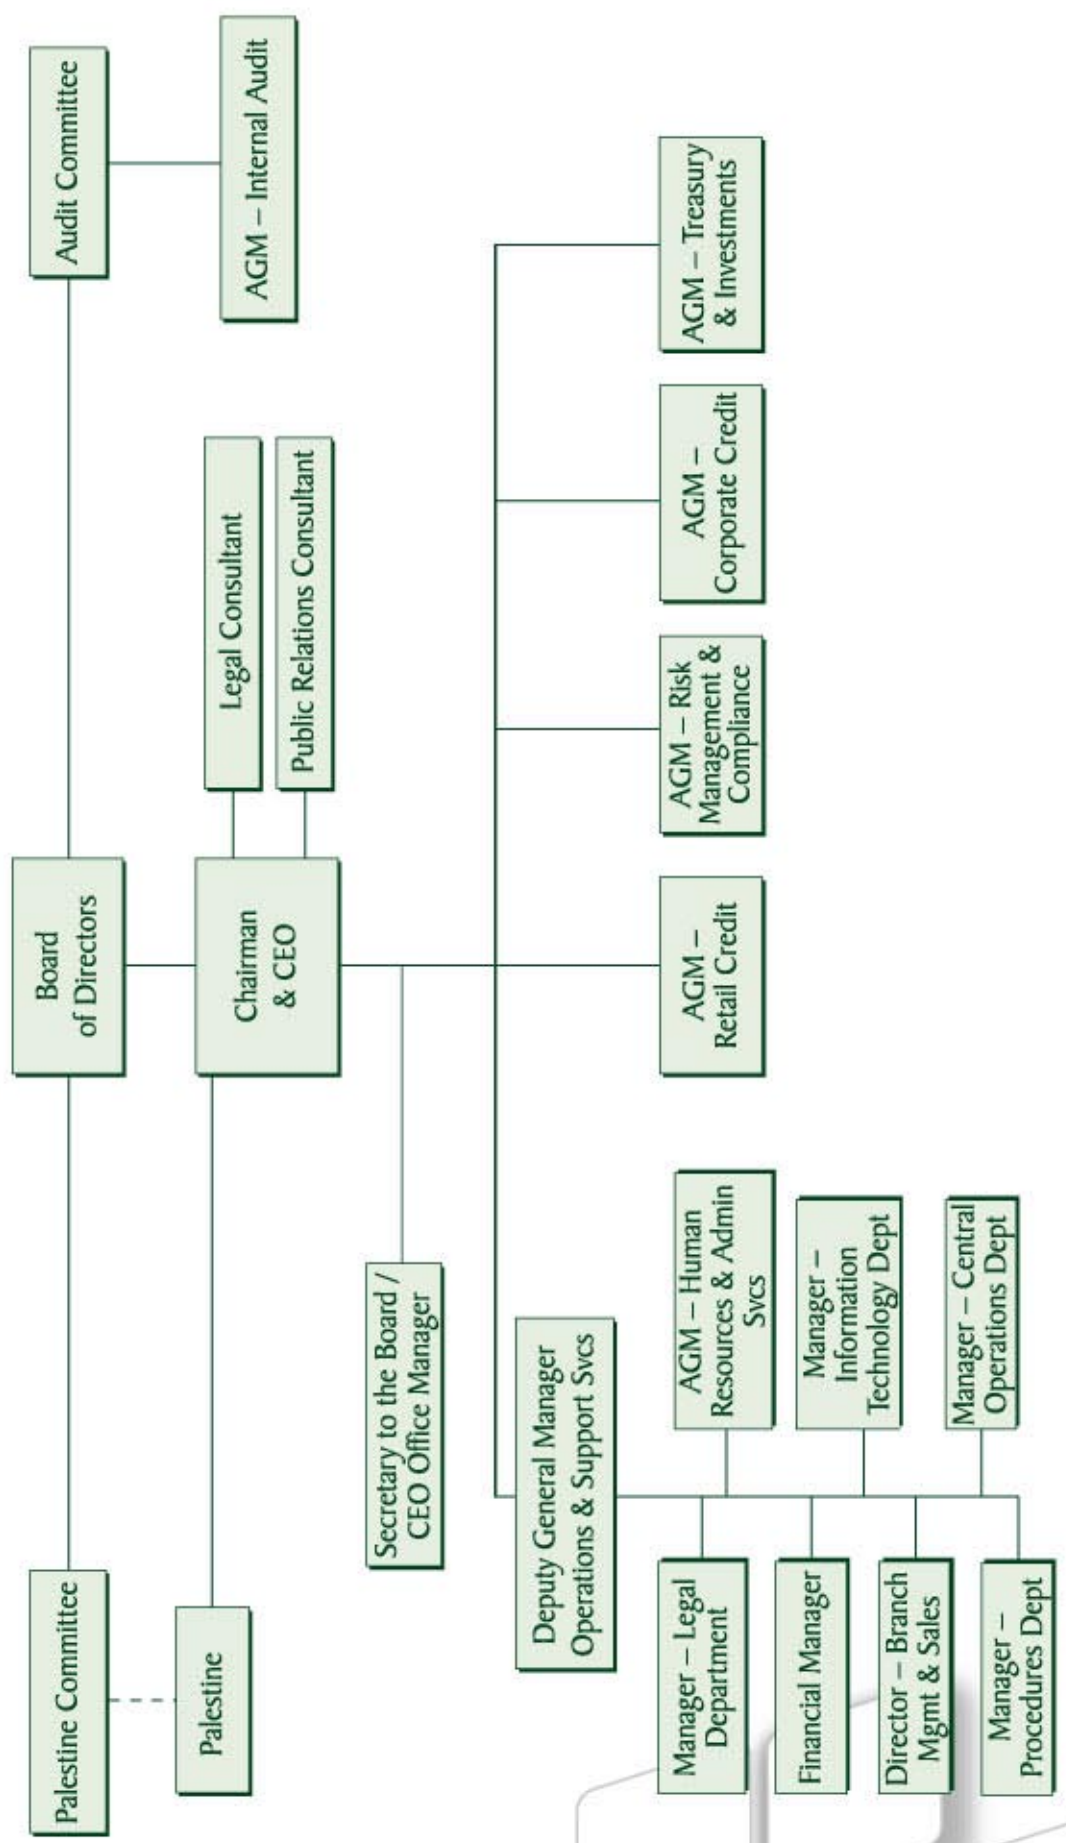 Palestine Committee
Board
of Directors
Audit Committee
Palestine
Chairman
& CEO
Legal Consultant
Public Relations Consultant
AGM – Internal Audit
Secretary to the Board /
CEO Office Manager
Deputy General Manager
Operations & Support Svcs
AGM –
Retail Credit
AGM – Risk
Management &
Compliance
AGM –
Corporate Credit
AGM – Treasury
& Investments
Manager – Legal
Department
AGM – Human
Resources & Admin
Svcs
Financial Manager
Manager –
Information
Technology Dept
Director – Branch
Mgmt & Sales
Manager – Central
Operations Dept
Manager –
Procedures Dept